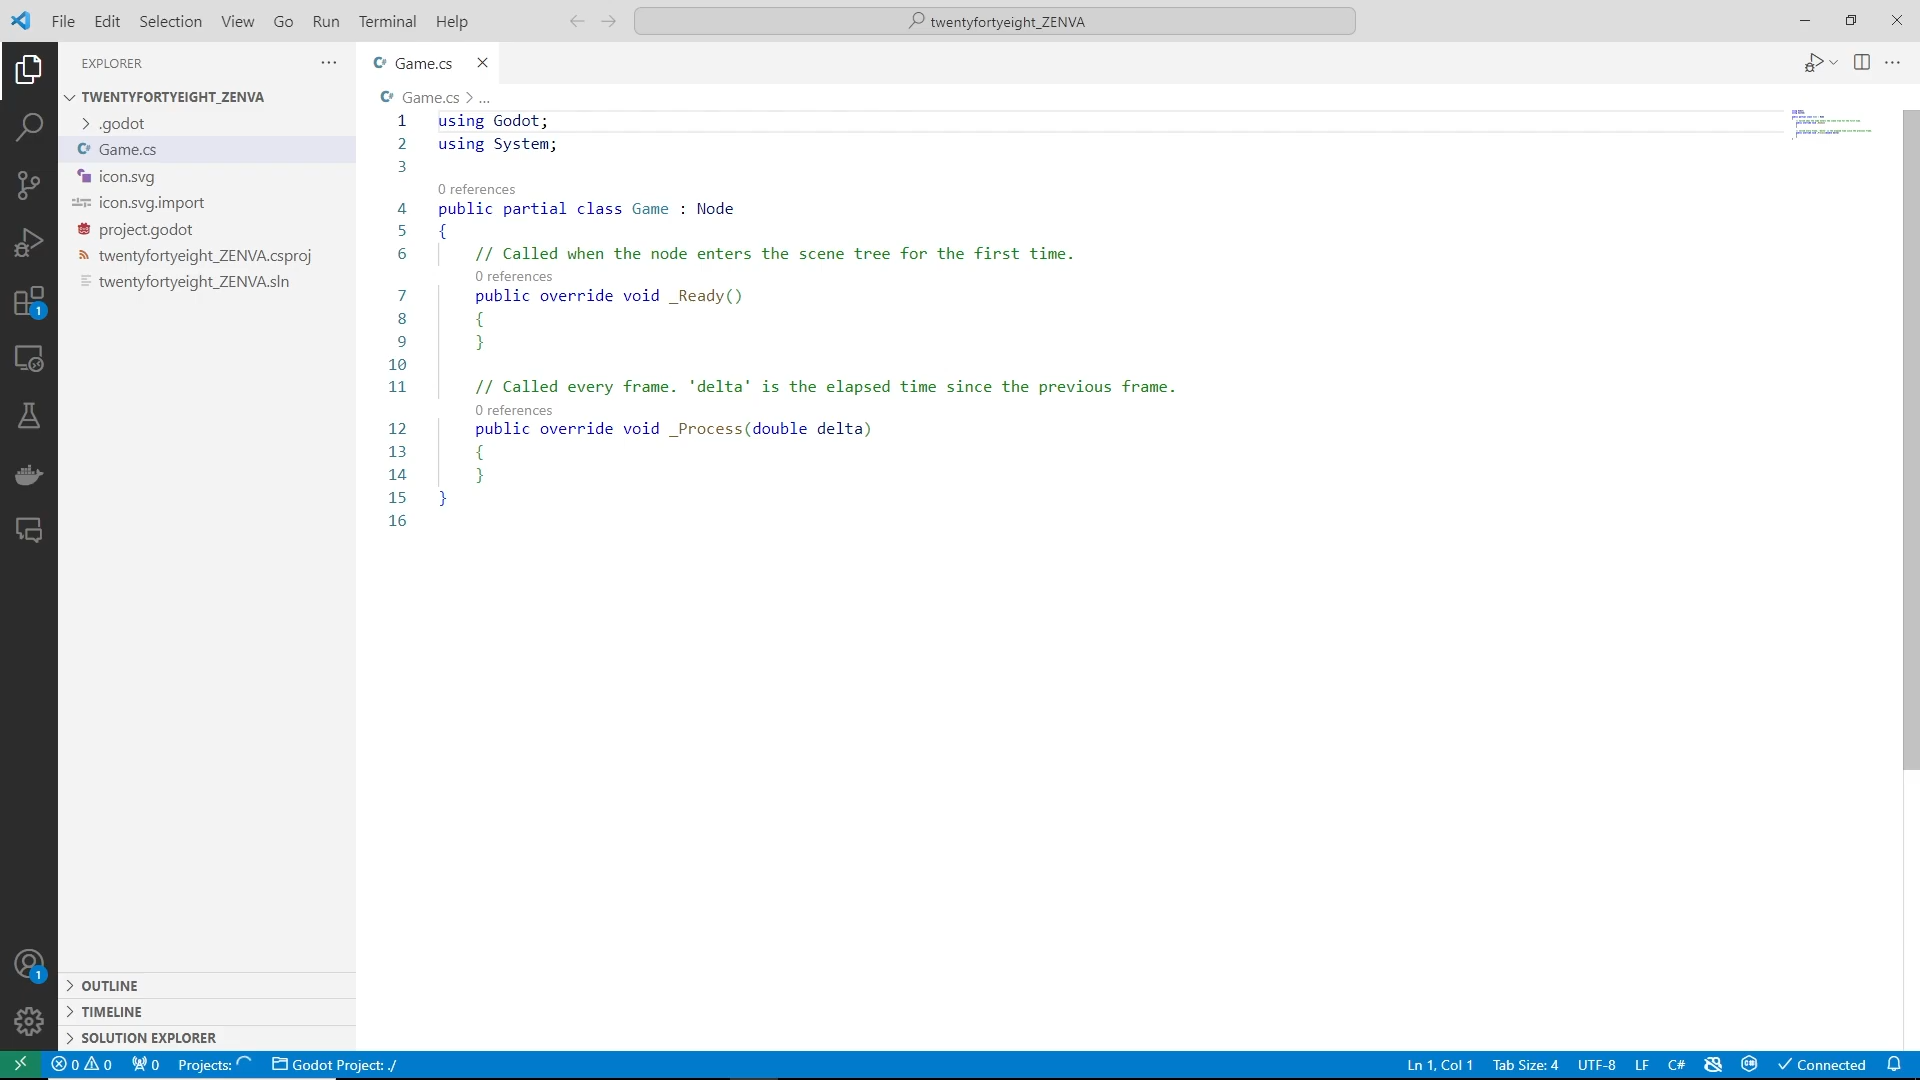 File Edit Selection View Go Run Terminal Help
twentyfortyeight_ZENVA
EXPLORER
TWENTYFORTYEIGHT_ZENVA
.godot
Game.cs
icon.svg
icon.svg.import
project.godot
twentyfortyeight_ZENVA.csproj
twentyfortyeight_ZENVA.sln
OUTLINE
TIMELINE
SOLUTION EXPLORER
1
1
Game.cs
Game.cs > ...
1 using Godot;
2 using System;
3
0 references
4 public partial class Game : Node
5 {
6 // Called when the node enters the scene tree for the first time.
0 references
7 public override void _Ready()
8 {
9 }
10
11 // Called every frame. 'delta' is the elapsed time since the previous frame.
0 references
12 public override void _Process(double delta)
13 {
14 }
15 }
16
0 0 0 Projects: Godot Project: ./ Ln 1, Col 1 Tab Size: 4 UTF-8 LF C# Connected